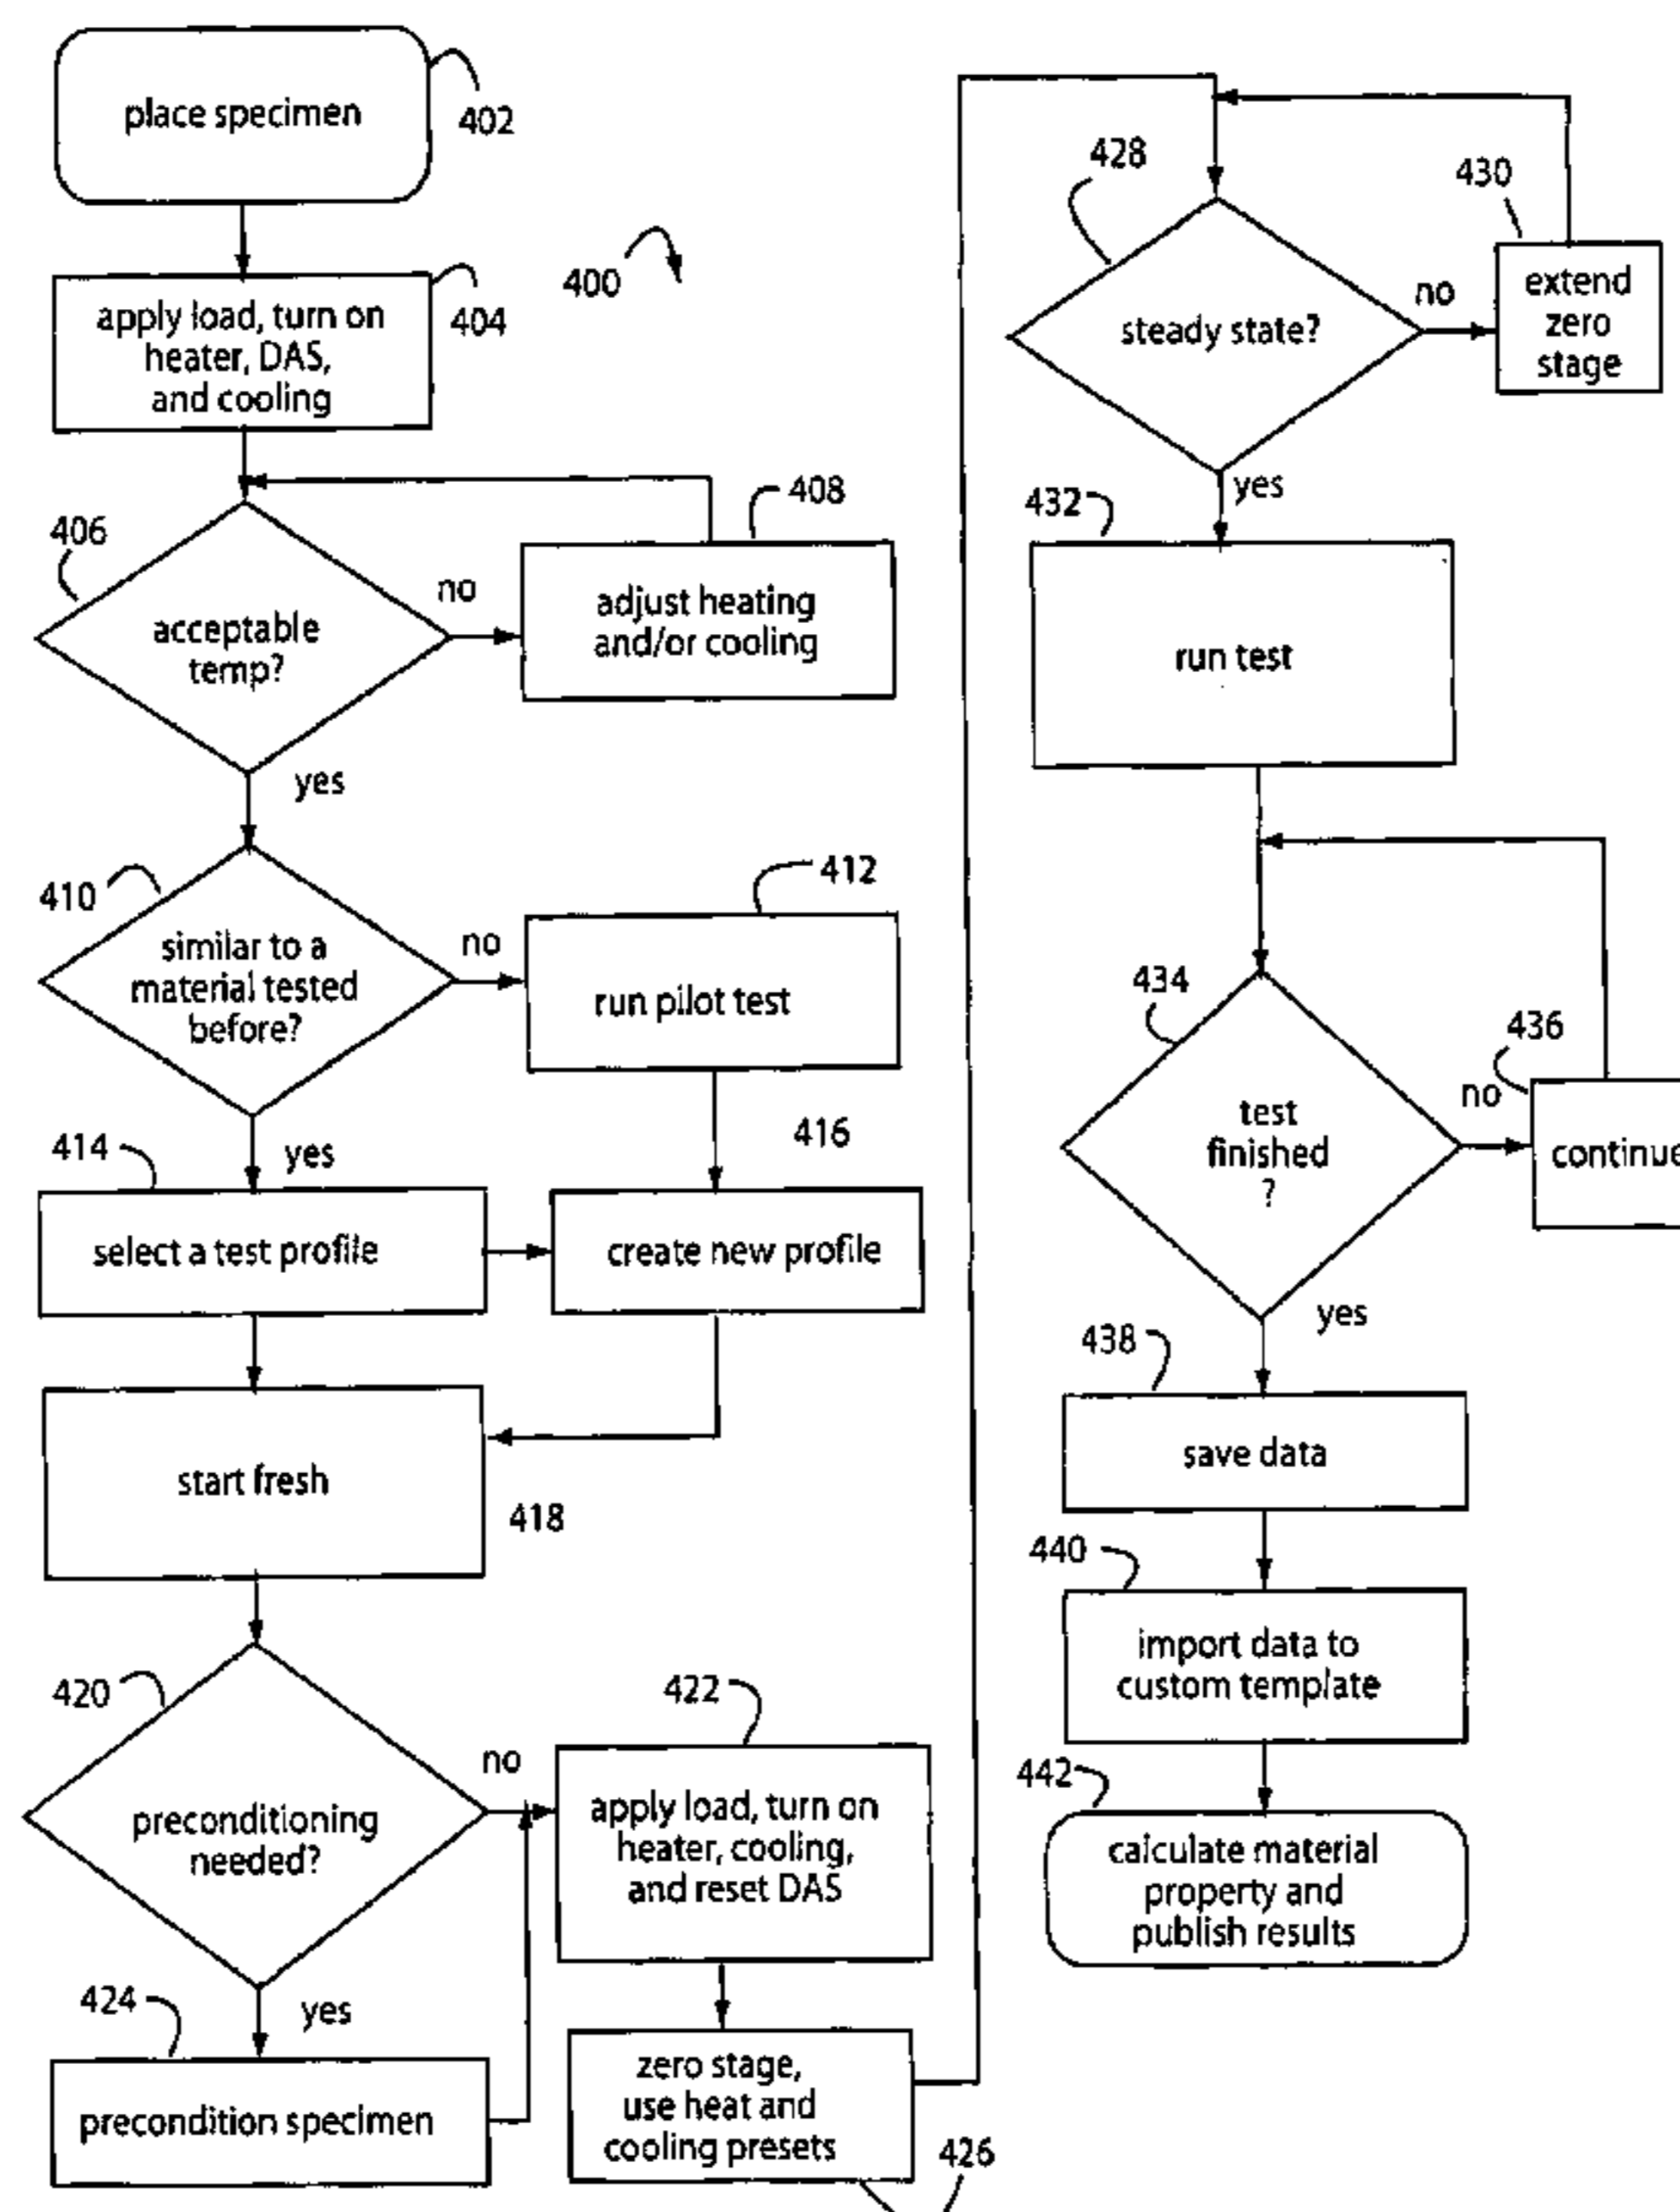 place specimen
402
400
apply load, turn on
heater, DAS,
and cooling
404
406
acceptable
temp?
no
408
adjust heating
and/or cooling
yes
410
similar to a
material tested
before?
no
412
run pilot test
yes
414
select a test profile
416
create new profile
start fresh
418
420
preconditioning
needed?
no
422
apply load, turn on
heater, cooling,
and reset DAS
yes
424
precondition specimen
zero stage,
use heat and
cooling presets
426
428
steady state?
no
430
extend
zero
stage
yes
432
run test
434
test
finished
?
no
436
continue
yes
438
save data
440
import data to
custom template
442
calculate material
property and
publish results